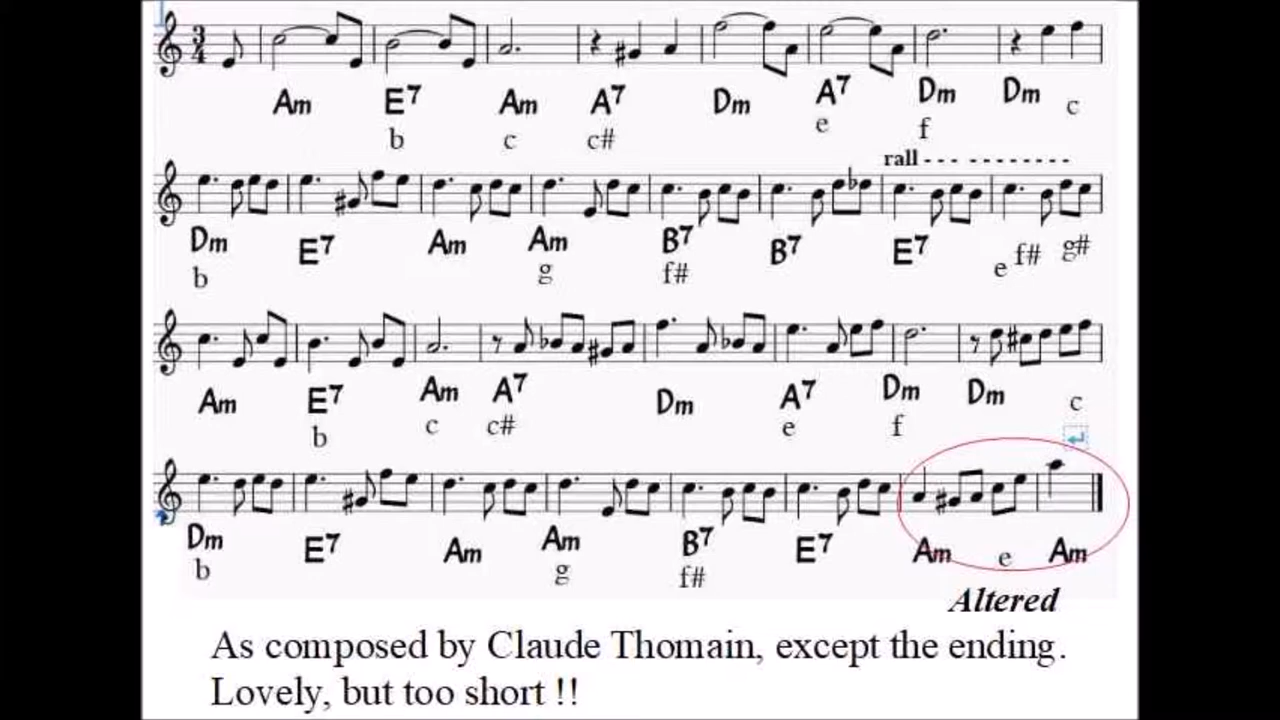 3
4
Am E7 Am A7 Dm A7 Dm Dm c
b c c# e f
rall - - - - - - - - - - - -
Dm E7 Am Am B7 B7 E7 f# g#
b g f# e
Am E7 Am A7 Dm A7 Dm Dm c
b c c# e f
Dm E7 Am Am B7 E7 Am e Am
b g f#
Altered
As composed by Claude Thomain, except the ending.
Lovely, but too short !!